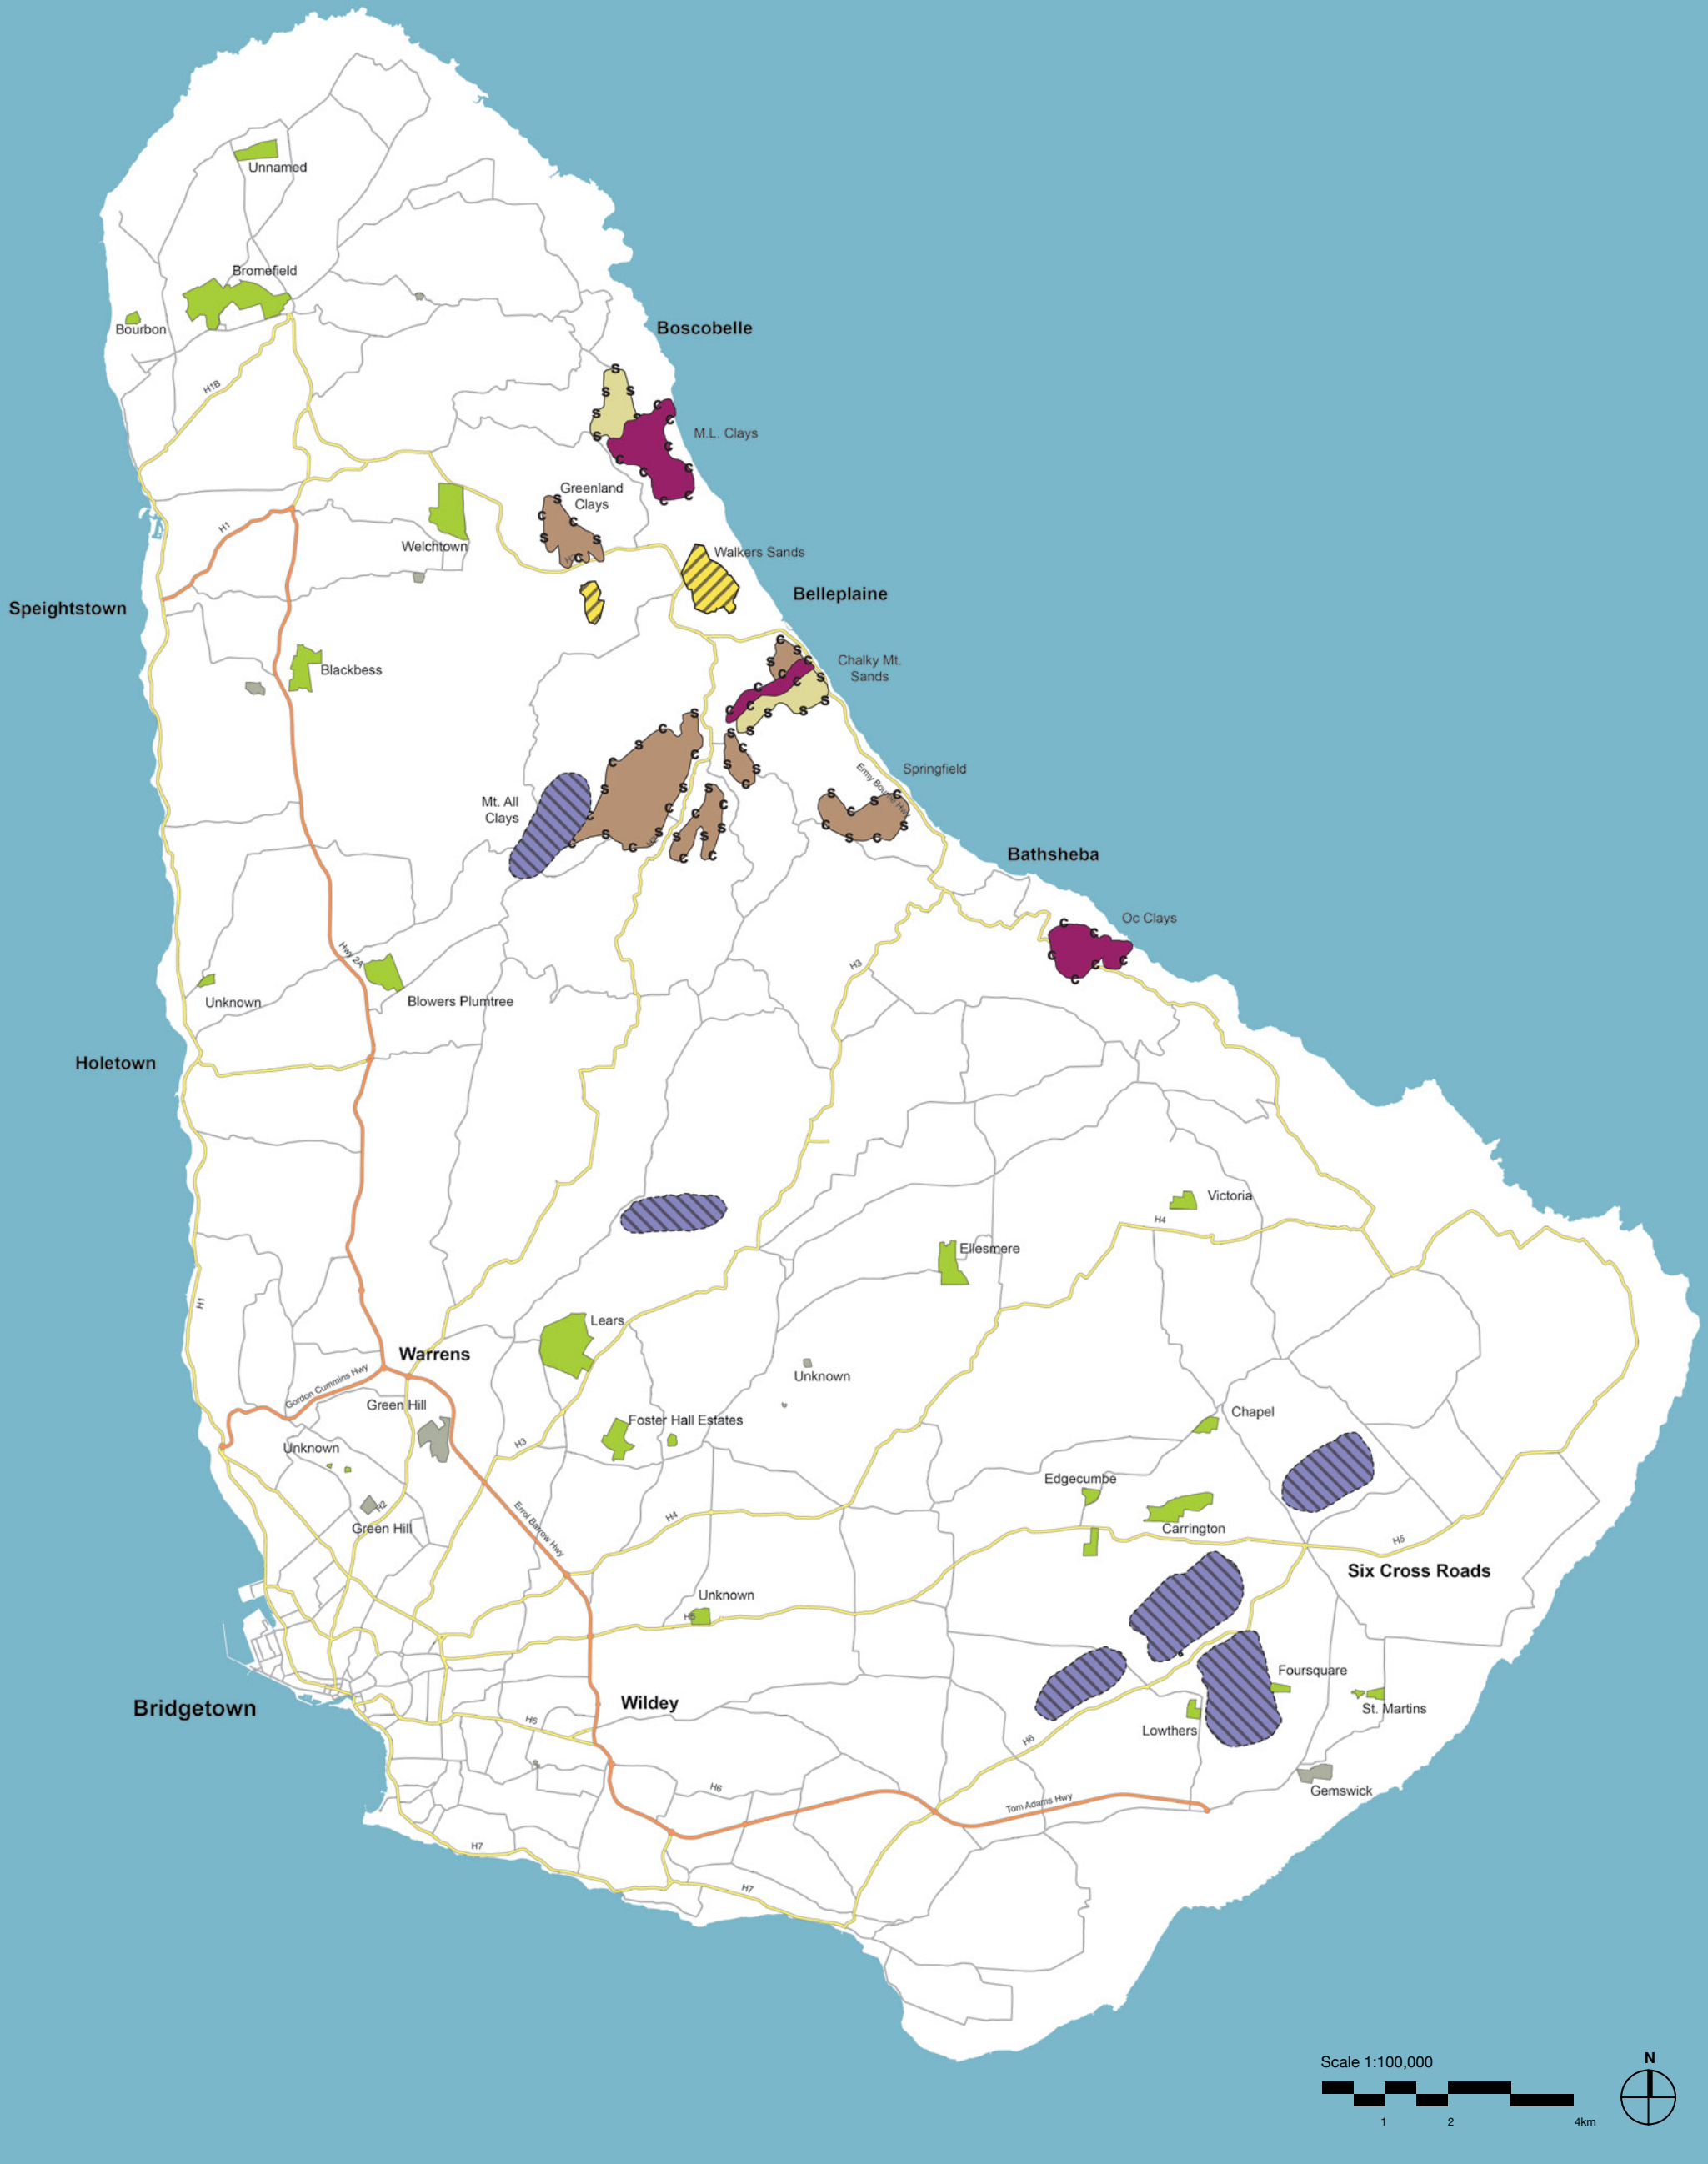 Unnamed
Bromefield
Bourbon
Boscobelle
H1B
M.L. Clays
Greenland
Clays
H1
Welchtown
Walkers Sands
Belleplaine
Speightstown
Blackbess
Chalky Mt.
Sands
Springfield
Mt. All
Clays
Bathsheba
Oc Clays
Hwy 2A
H3
Unknown
Blowers Plumtree
Holetown
Victoria
H4
Ellesmere
H1
Lears
Warrens
Gordon Cummins Hwy
Unknown
Green Hill
Foster Hall Estates
Chapel
Unknown
H3
Edgecumbe
H2
Green Hill
Errol Barrow Hwy
H4
Carrington
H5
Six Cross Roads
Unknown
H5
Foursquare
Wildey
Bridgetown
St. Martins
Lowthers
H6
H6
H6
Gemswick
Tom Adams Hwy
H7
H7
Scale 1:100,000
N
1
2
4km